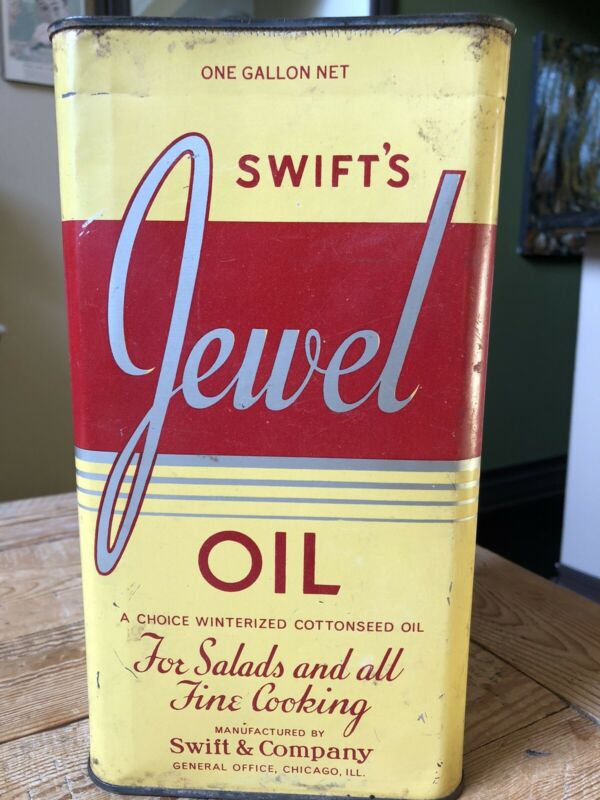 ONE GALLON NET
SWIFT'S
Jewel
OIL
A CHOICE WINTERIZED COTTONSEED OIL
For Salads and all
Fine Cooking
MANUFACTURED BY
Swift & Company
GENERAL OFFICE, CHICAGO, ILL.